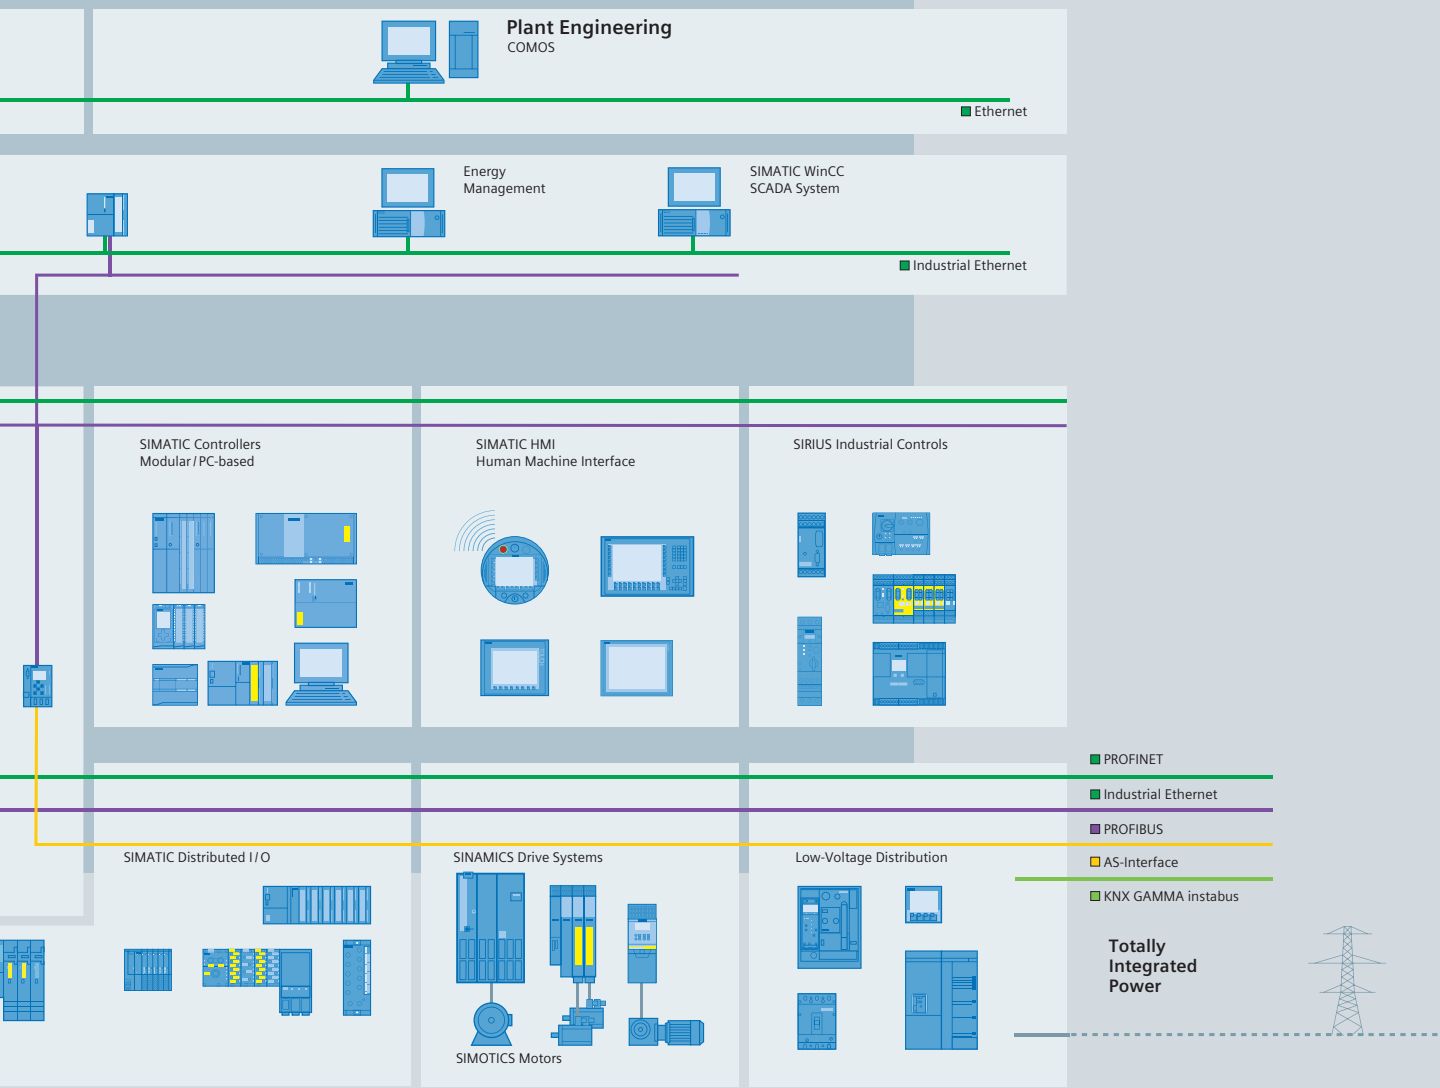 Plant Engineering
COMOS
Ethernet
Energy
Management
SIMATIC WinCC
SCADA System
Industrial Ethernet
SIMATIC Controllers
Modular/PC-based
SIMATIC HMI
Human Machine Interface
SIRIUS Industrial Controls
PROFINET
Industrial Ethernet
PROFIBUS
AS-Interface
KNX GAMMA instabus
SIMATIC Distributed I/O
SINAMICS Drive Systems
Low-Voltage Distribution
SIMOTICS Motors
Totally
Integrated
Power